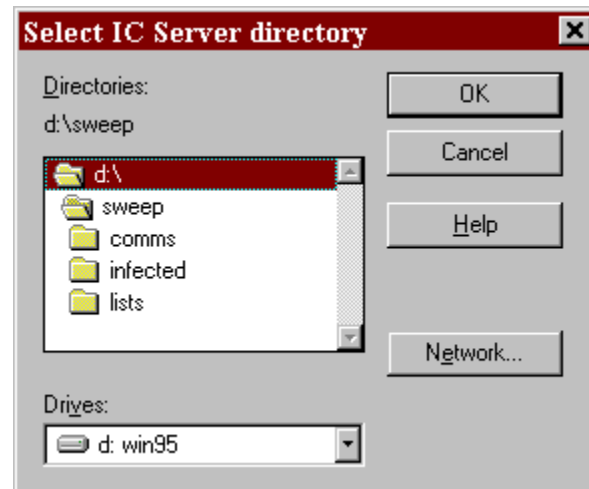 Select IC Server directory
Directories:
d:\sweep
d:\
sweep
comms
infected
lists
Drives:
d: win95
OK
Cancel
Help
Network...